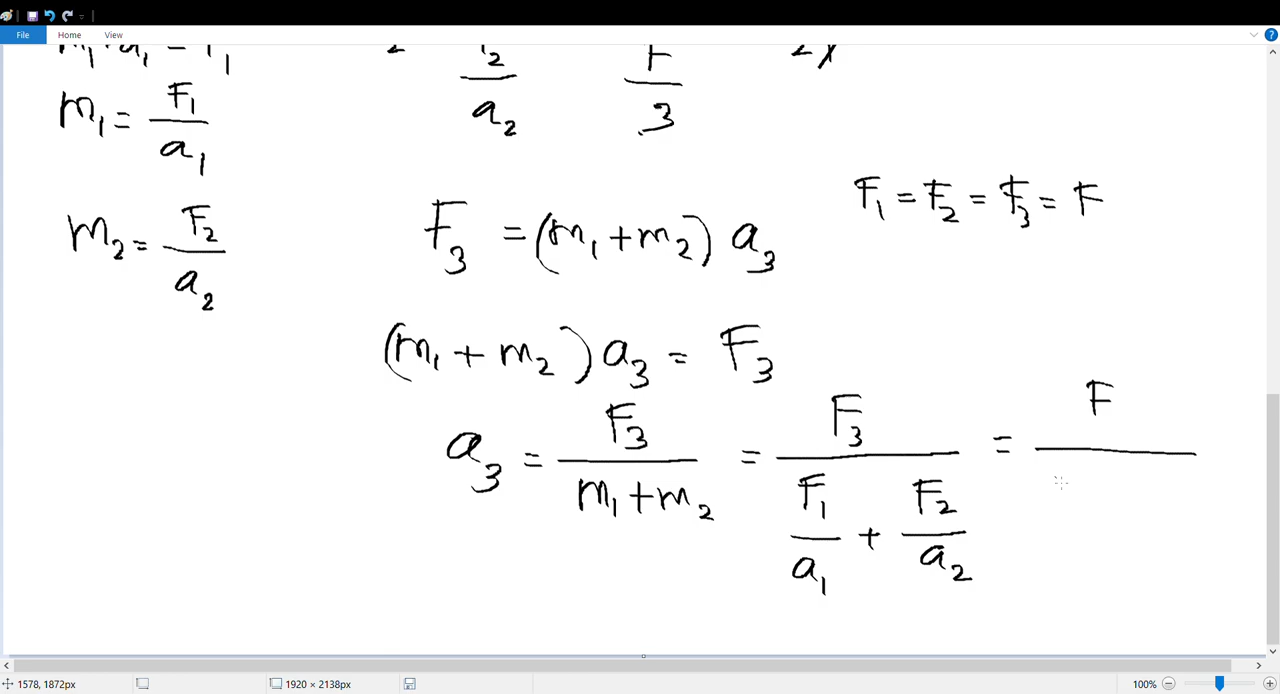 File Home View
m₁ = F₁/a₁
F₂/a₂ F/3
F₁ = F₂ = F₃ = F
m₂ = F₂/a₂
F₃ = (m₁ + m₂) a₃
(m₁ + m₂) a₃ = F₃
a₃ = F₃/(m₁ + m₂) = F₃/(F₁/a₁ + F₂/a₂) = F/
1578, 1872px 1920 × 2138px 100%